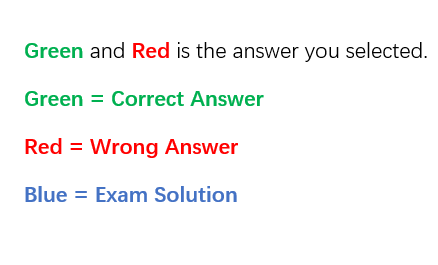 Green and Red is the answer you selected.
Green = Correct Answer
Red = Wrong Answer
Blue = Exam Solution